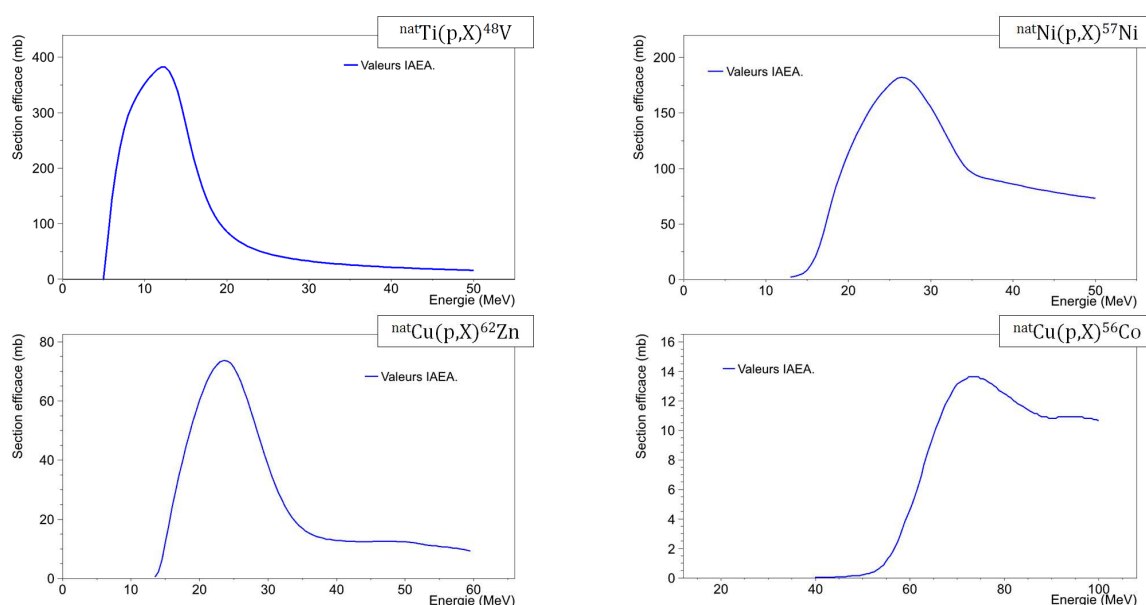 natTi(p,X)48V
Section efficace (mb)
400
300
200
100
0
Valeurs IAEA.
0 10 20 30 40 50
Energie (MeV)
natNi(p,X)57Ni
Section efficace (mb)
200
150
100
50
0
Valeurs IAEA.
0 10 20 30 40 50
Energie (MeV)
natCu(p,X)62Zn
Section efficace (mb)
80
60
40
20
0
Valeurs IAEA.
0 10 20 30 40 50 60
Energie (MeV)
natCu(p,X)56Co
Section efficace (mb)
16
14
12
10
8
6
4
2
0
Valeurs IAEA.
20 40 60 80 100
Energie (MeV)